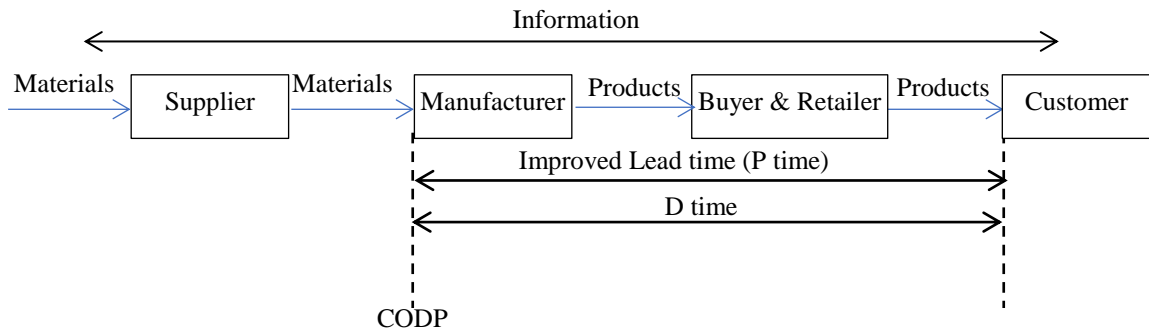 Information
Materials
Materials
Products
Products
Supplier
Manufacturer
Buyer & Retailer
Customer
Improved Lead time (P time)
D time
CODP